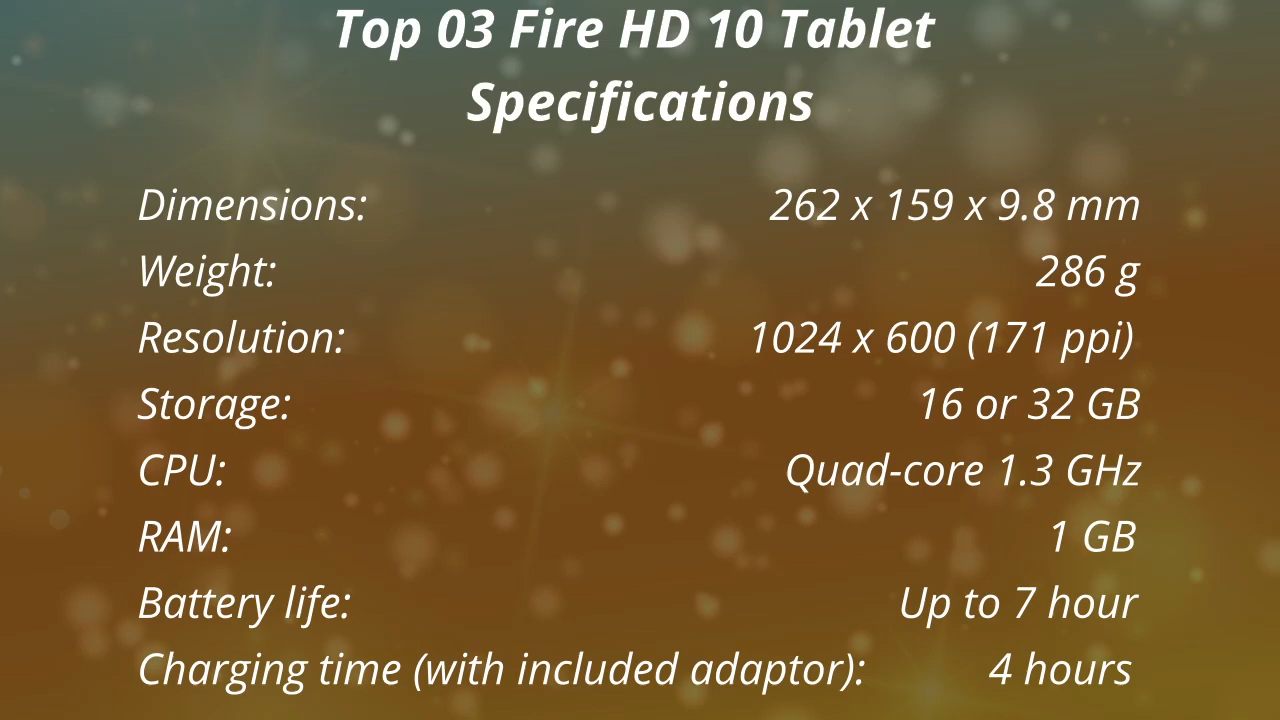 Top 03 Fire HD 10 Tablet
Specifications
Dimensions: 262 x 159 x 9.8 mm
Weight: 286 g
Resolution: 1024 x 600 (171 ppi)
Storage: 16 or 32 GB
CPU: Quad-core 1.3 GHz
RAM: 1 GB
Battery life: Up to 7 hour
Charging time (with included adaptor): 4 hours